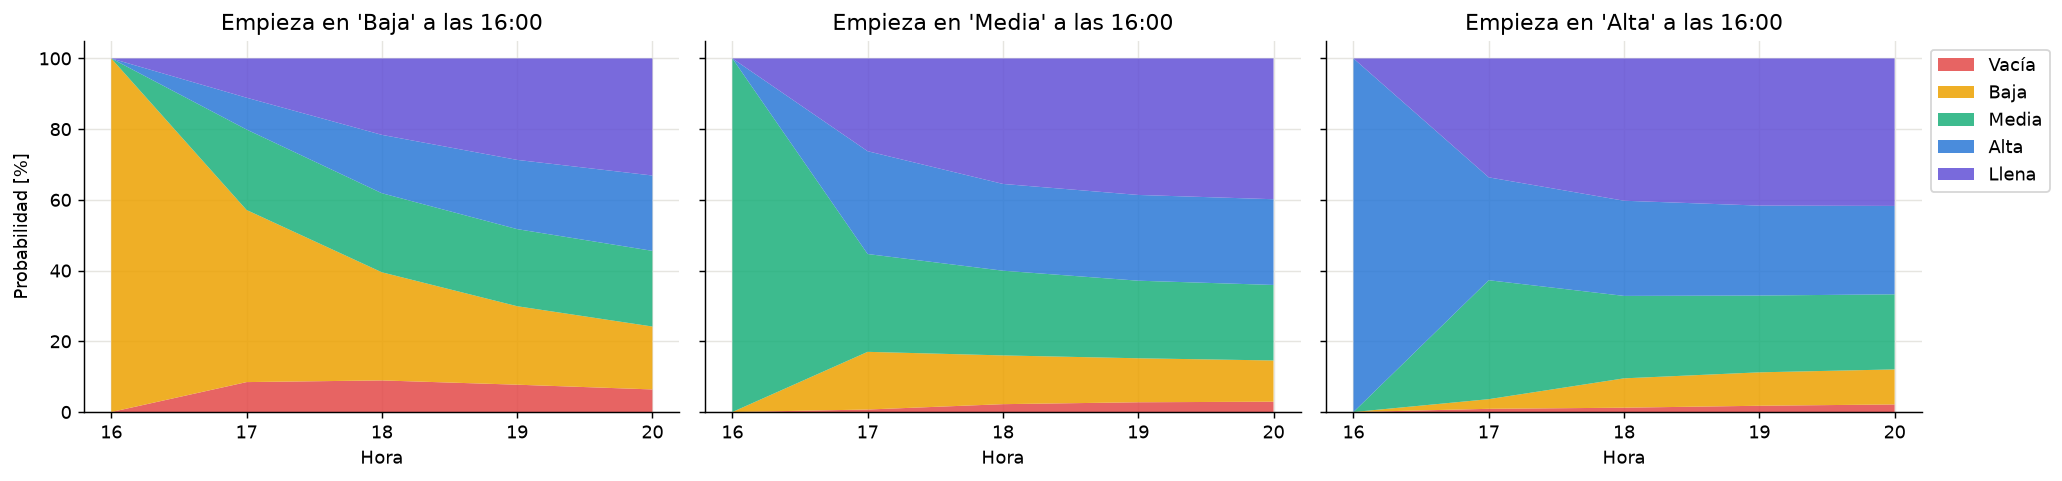 Empieza en 'Baja' a las 16:00
Empieza en 'Media' a las 16:00
Empieza en 'Alta' a las 16:00
Probabilidad [%]
100
80
60
40
20
0
16 17 18 19 20
16 17 18 19 20
16 17 18 19 20
Hora
Hora
Hora
Vacía
Baja
Media
Alta
Llena